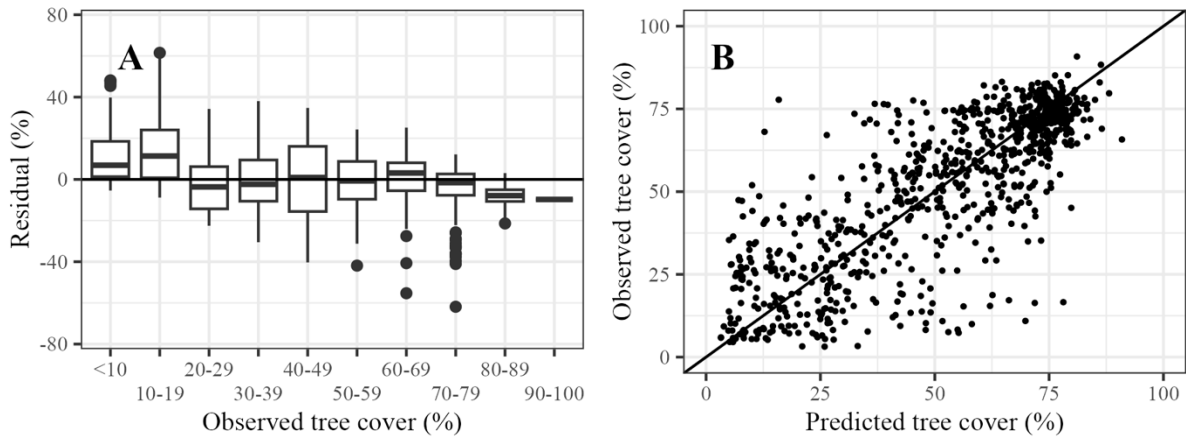 A
80
40
0
-40
-80
Residual (%)
<10 20-29 40-49 60-69 80-89
10-19 30-39 50-59 70-79 90-100
Observed tree cover (%)
B
100
75
50
25
0
Observed tree cover (%)
0 25 50 75 100
Predicted tree cover (%)